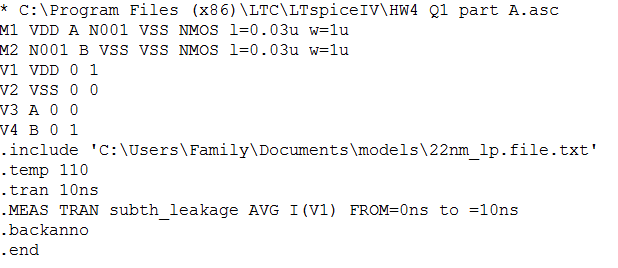 * C:\Program Files (x86)\LTC\LTspiceIV\HW4 Q1 part A.asc
M1 VDD A N001 VSS NMOS l=0.03u w=1u
M2 N001 B VSS VSS NMOS l=0.03u w=1u
V1 VDD 0 1
V2 VSS 0 0
V3 A 0 0
V4 B 0 1
.include 'C:\Users\Family\Documents\models\22nm_lp.file.txt'
.temp 110
.tran 10ns
.MEAS TRAN subth_leakage AVG I(V1) FROM=0ns to =10ns
.backanno
.end